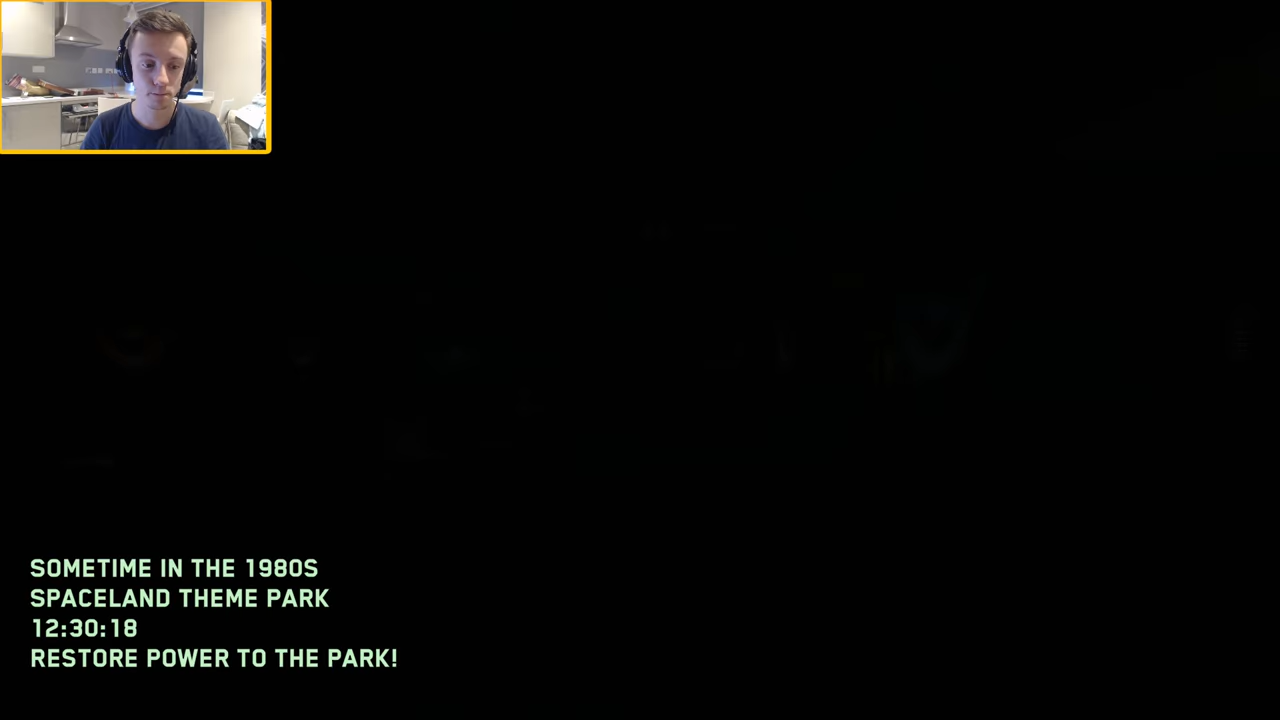 SOMETIME IN THE 1980S
SPACELAND THEME PARK
12:30:18
RESTORE POWER TO THE PARK!